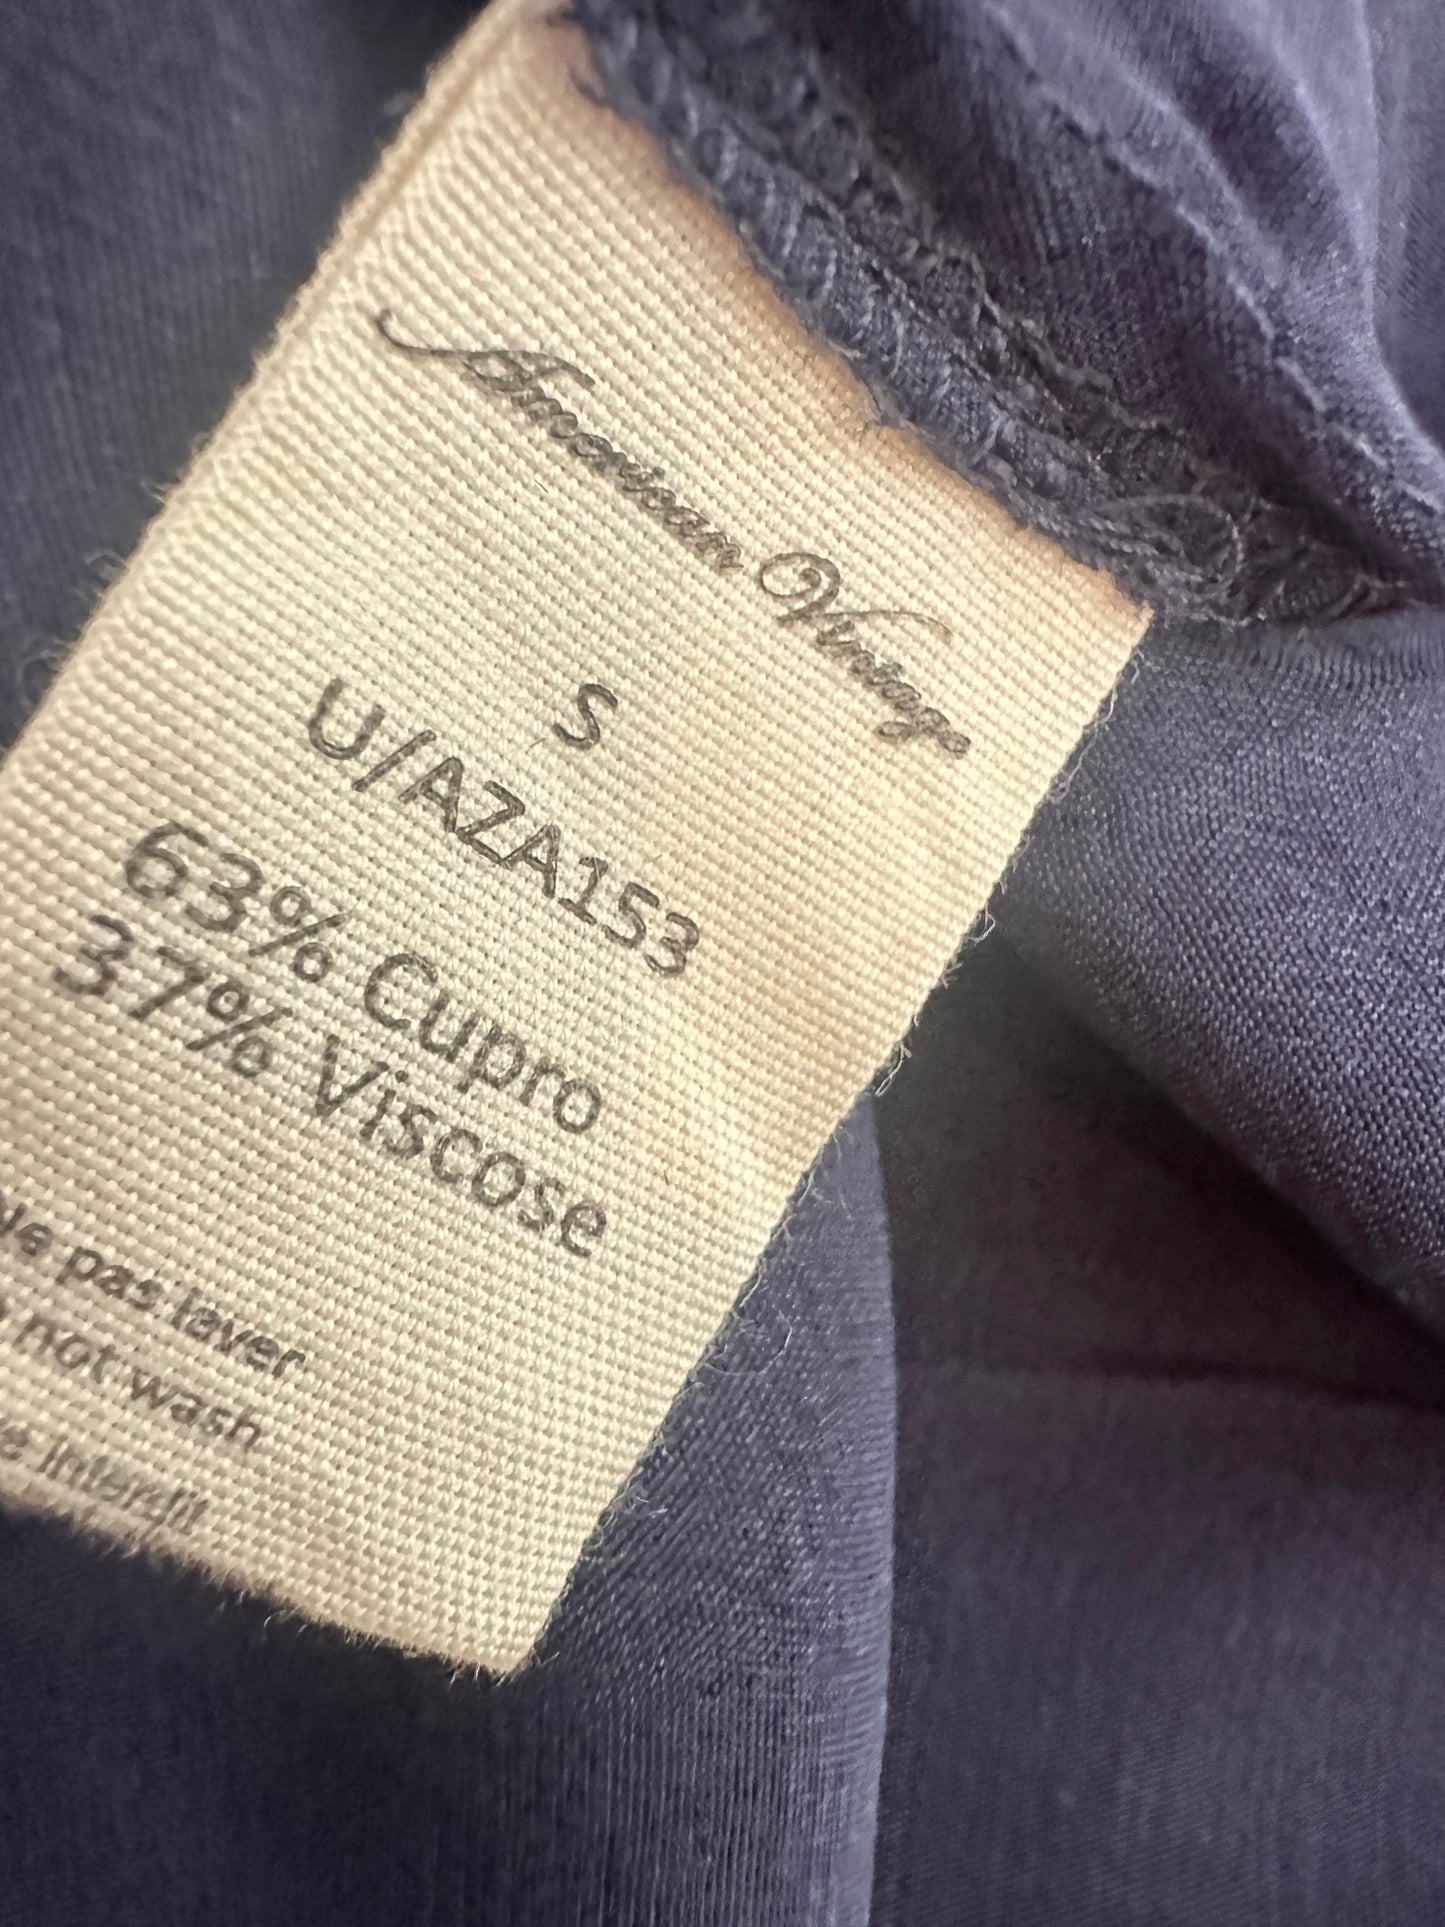 American Vintage
S
U/AZA153
63% Cupro
37% Viscose
pas laver
not wash
interdit